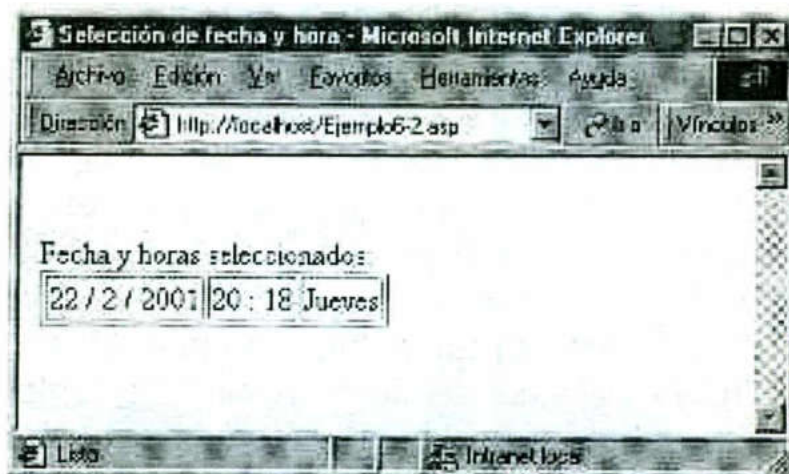 Selección de fecha y hora - Microsoft Internet Explorer
Archivo Edición Ver Favoritos Herramientas Ayuda
Dirección http://localhost/Ejemplo6-2.asp Ir a Vínculos »
Fecha y horas seleccionados:
22 / 2 / 2001 20 : 18 Jueves
Listo Intranet local